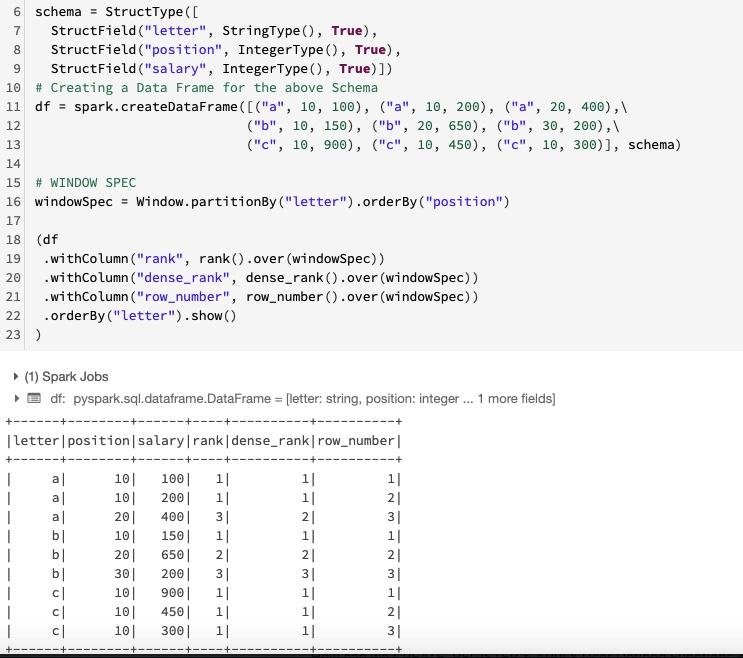 6 schema = StructType([
7   StructField("letter", StringType(), True),
8   StructField("position", IntegerType(), True),
9   StructField("salary", IntegerType(), True)])
10 # Creating a Data Frame for the above Schema
11 df = spark.createDataFrame([("a", 10, 100), ("a", 10, 200), ("a", 20, 400),\
12                            ("b", 10, 150), ("b", 20, 650), ("b", 30, 200),\
13                            ("c", 10, 900), ("c", 10, 450), ("c", 10, 300)], schema)
14
15 # WINDOW SPEC
16 windowSpec = Window.partitionBy("letter").orderBy("position")
17
18 (df
19  .withColumn("rank", rank().over(windowSpec))
20  .withColumn("dense_rank", dense_rank().over(windowSpec))
21  .withColumn("row_number", row_number().over(windowSpec))
22  .orderBy("letter").show()
23 )
(1) Spark Jobs
df: pyspark.sql.dataframe.DataFrame = [letter: string, position: integer ... 1 more fields]
+------+--------+------+----+----------+----------+
|letter|position|salary|rank|dense_rank|row_number|
+------+--------+------+----+----------+----------+
|     a|      10|   100|   1|         1|         1|
|     a|      10|   200|   1|         1|         2|
|     a|      20|   400|   3|         2|         3|
|     b|      10|   150|   1|         1|         1|
|     b|      20|   650|   2|         2|         2|
|     b|      30|   200|   3|         3|         3|
|     c|      10|   900|   1|         1|         1|
|     c|      10|   450|   1|         1|         2|
|     c|      10|   300|   1|         1|         3|
+------+--------+------+----+----------+----------+